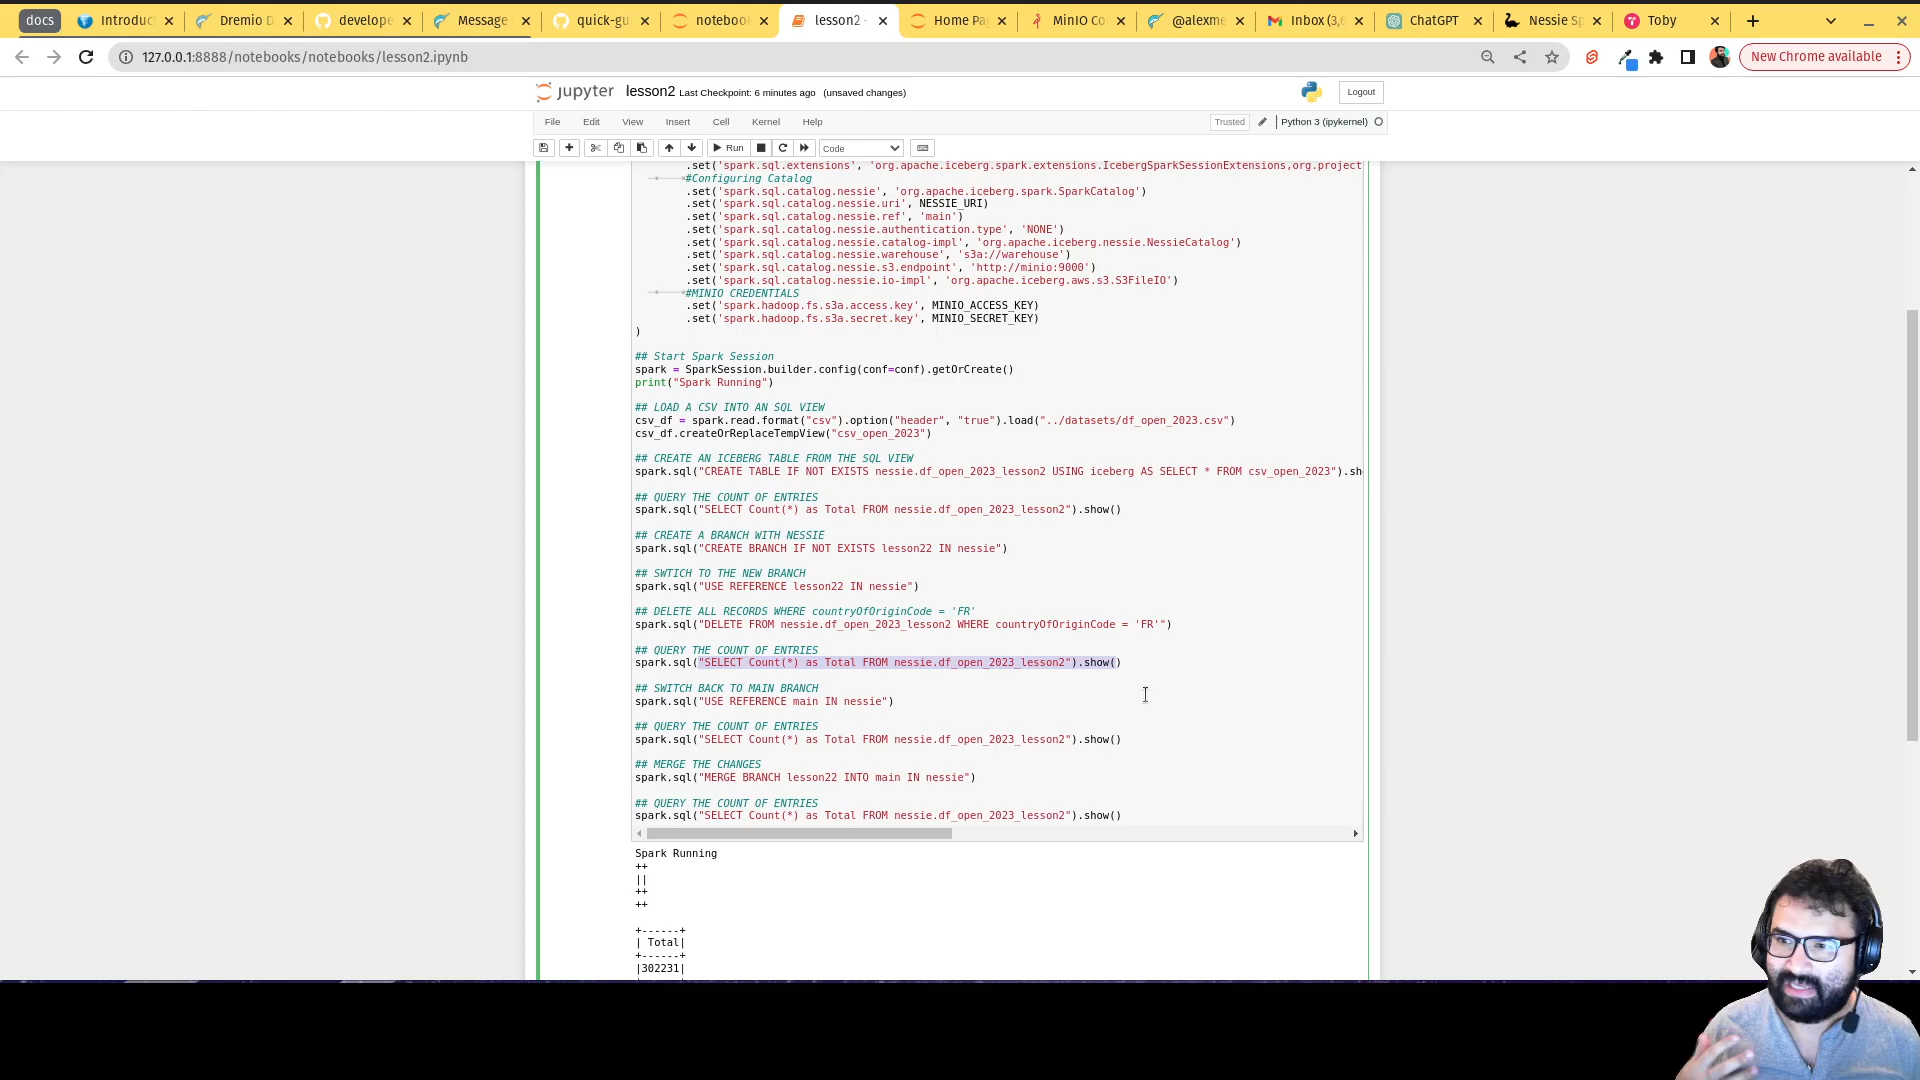 docs
Introduc
Dremio D
develope
Message
quick-gu
notebo
lesson2 -
Home Pa
MinIO Co
@alexme
Inbox (3,6
ChatGPT
Nessie Sp
Toby
127.0.0.1:8888/notebooks/notebooks/lesson2.ipynb
New Chrome available
jupyter lesson2 Last Checkpoint: 6 minutes ago (unsaved changes)
Logout
File Edit View Insert Cell Kernel Help
Trusted Python 3 (ipykernel)
Run Code
.set('spark.sql.extensions', 'org.apache.iceberg.spark.extensions.IcebergSparkSessionExtensions,org.project
#Configuring Catalog
.set('spark.sql.catalog.nessie', 'org.apache.iceberg.spark.SparkCatalog')
.set('spark.sql.catalog.nessie.uri', NESSIE_URI)
.set('spark.sql.catalog.nessie.ref', 'main')
.set('spark.sql.catalog.nessie.authentication.type', 'NONE')
.set('spark.sql.catalog.nessie.catalog-impl', 'org.apache.iceberg.nessie.NessieCatalog')
.set('spark.sql.catalog.nessie.warehouse', 's3a://warehouse')
.set('spark.sql.catalog.nessie.s3.endpoint', 'http://minio:9000')
.set('spark.sql.catalog.nessie.io-impl', 'org.apache.iceberg.aws.s3.S3FileIO')
#MINIO CREDENTIALS
.set('spark.hadoop.fs.s3a.access.key', MINIO_ACCESS_KEY)
.set('spark.hadoop.fs.s3a.secret.key', MINIO_SECRET_KEY)
)
## Start Spark Session
spark = SparkSession.builder.config(conf=conf).getOrCreate()
print("Spark Running")
## LOAD A CSV INTO AN SQL VIEW
csv_df = spark.read.format("csv").option("header", "true").load("../datasets/df_open_2023.csv")
csv_df.createOrReplaceTempView("csv_open_2023")
## CREATE AN ICEBERG TABLE FROM THE SQL VIEW
spark.sql("CREATE TABLE IF NOT EXISTS nessie.df_open_2023_lesson2 USING iceberg AS SELECT * FROM csv_open_2023").sh
## QUERY THE COUNT OF ENTRIES
spark.sql("SELECT Count(*) as Total FROM nessie.df_open_2023_lesson2").show()
## CREATE A BRANCH WITH NESSIE
spark.sql("CREATE BRANCH IF NOT EXISTS lesson22 IN nessie")
## SWTICH TO THE NEW BRANCH
spark.sql("USE REFERENCE lesson22 IN nessie")
## DELETE ALL RECORDS WHERE countryOfOriginCode = 'FR'
spark.sql("DELETE FROM nessie.df_open_2023_lesson2 WHERE countryOfOriginCode = 'FR'")
## QUERY THE COUNT OF ENTRIES
spark.sql("SELECT Count(*) as Total FROM nessie.df_open_2023_lesson2").show()
## SWITCH BACK TO MAIN BRANCH
spark.sql("USE REFERENCE main IN nessie")
## QUERY THE COUNT OF ENTRIES
spark.sql("SELECT Count(*) as Total FROM nessie.df_open_2023_lesson2").show()
## MERGE THE CHANGES
spark.sql("MERGE BRANCH lesson22 INTO main IN nessie")
## QUERY THE COUNT OF ENTRIES
spark.sql("SELECT Count(*) as Total FROM nessie.df_open_2023_lesson2").show()
Spark Running
++
||
++
++
+------+
| Total|
+------+
|302231|